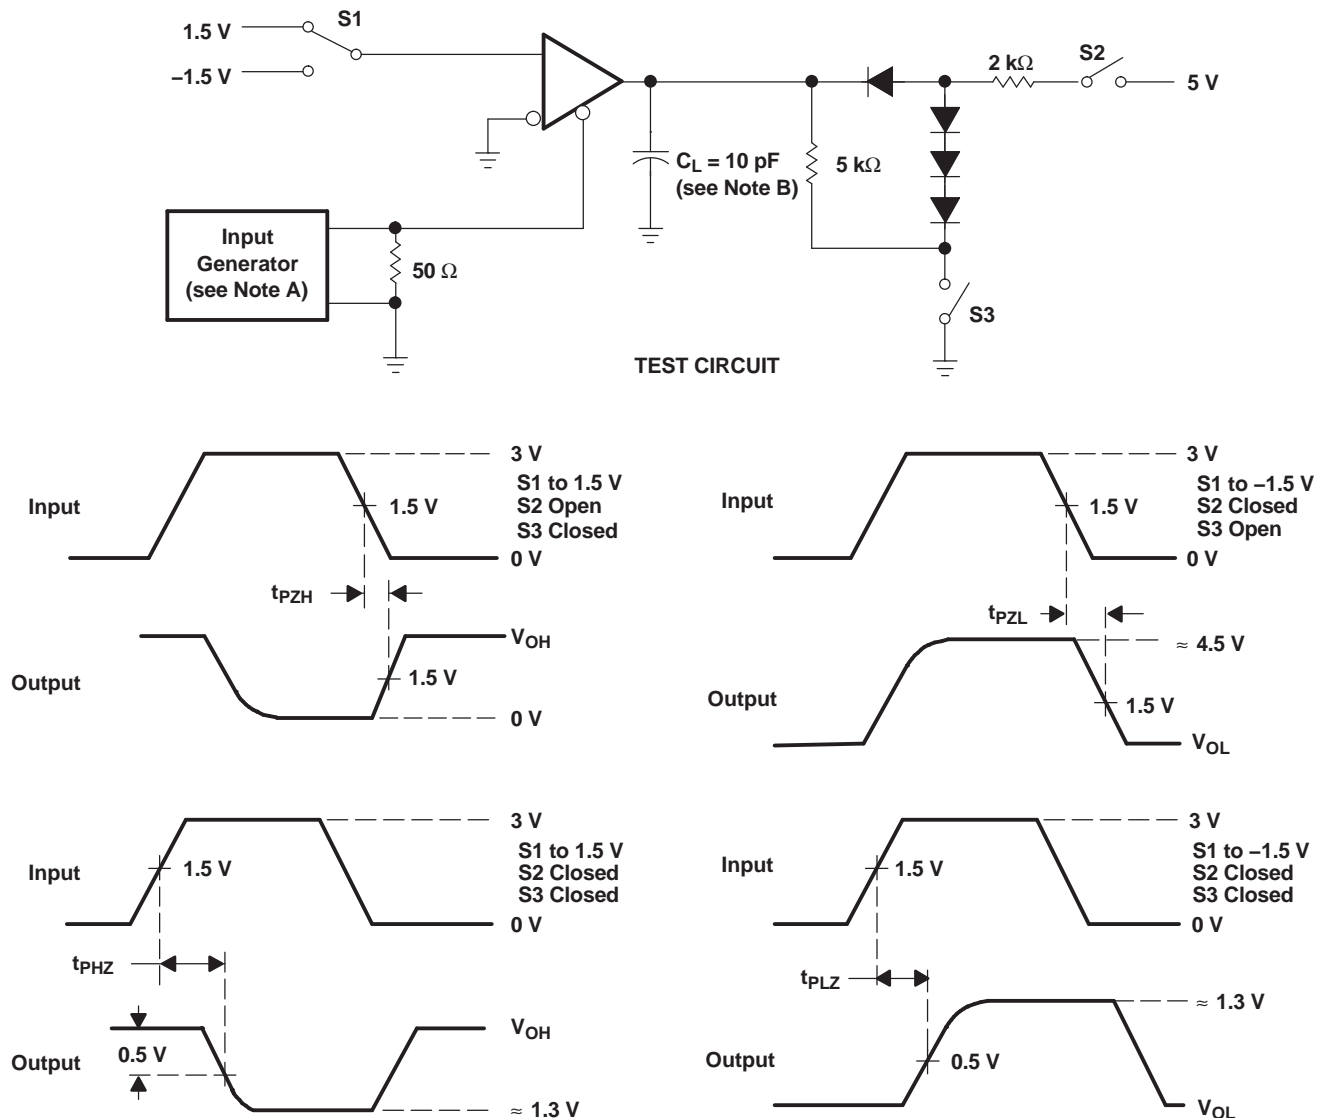 1.5 V
S1
–1.5 V
2 kΩ
S2
5 V
CL = 10 pF
(see Note B)
5 kΩ
Input
Generator
(see Note A)
50 Ω
S3
TEST CIRCUIT
Input
3 V
S1 to 1.5 V
S2 Open
S3 Closed
1.5 V
0 V
tPZH
Output
VOH
1.5 V
0 V
Input
3 V
S1 to –1.5 V
S2 Closed
S3 Open
1.5 V
0 V
tPZL
Output
≈ 4.5 V
1.5 V
VOL
Input
3 V
S1 to 1.5 V
S2 Closed
S3 Closed
1.5 V
0 V
tPHZ
Output
0.5 V
VOH
≈ 1.3 V
Input
3 V
S1 to –1.5 V
S2 Closed
S3 Closed
1.5 V
0 V
tPLZ
Output
≈ 1.3 V
0.5 V
VOL